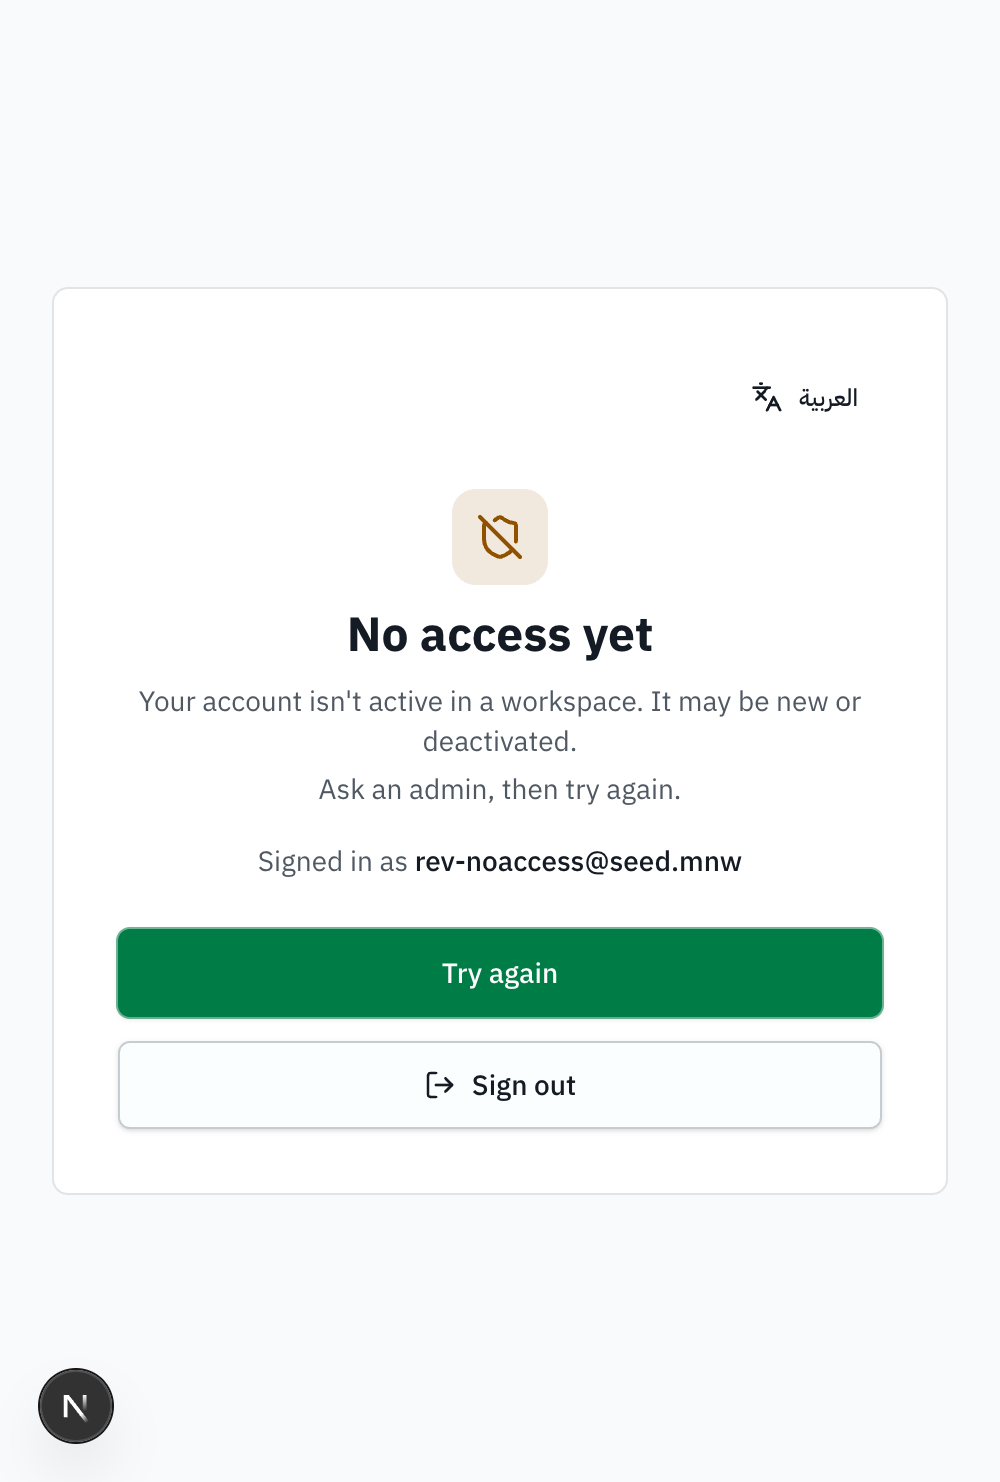 العربية
No access yet
Your account isn't active in a workspace. It may be new or
deactivated.
Ask an admin, then try again.
Signed in as rev-noaccess@seed.mnw
Try again
Sign out
N